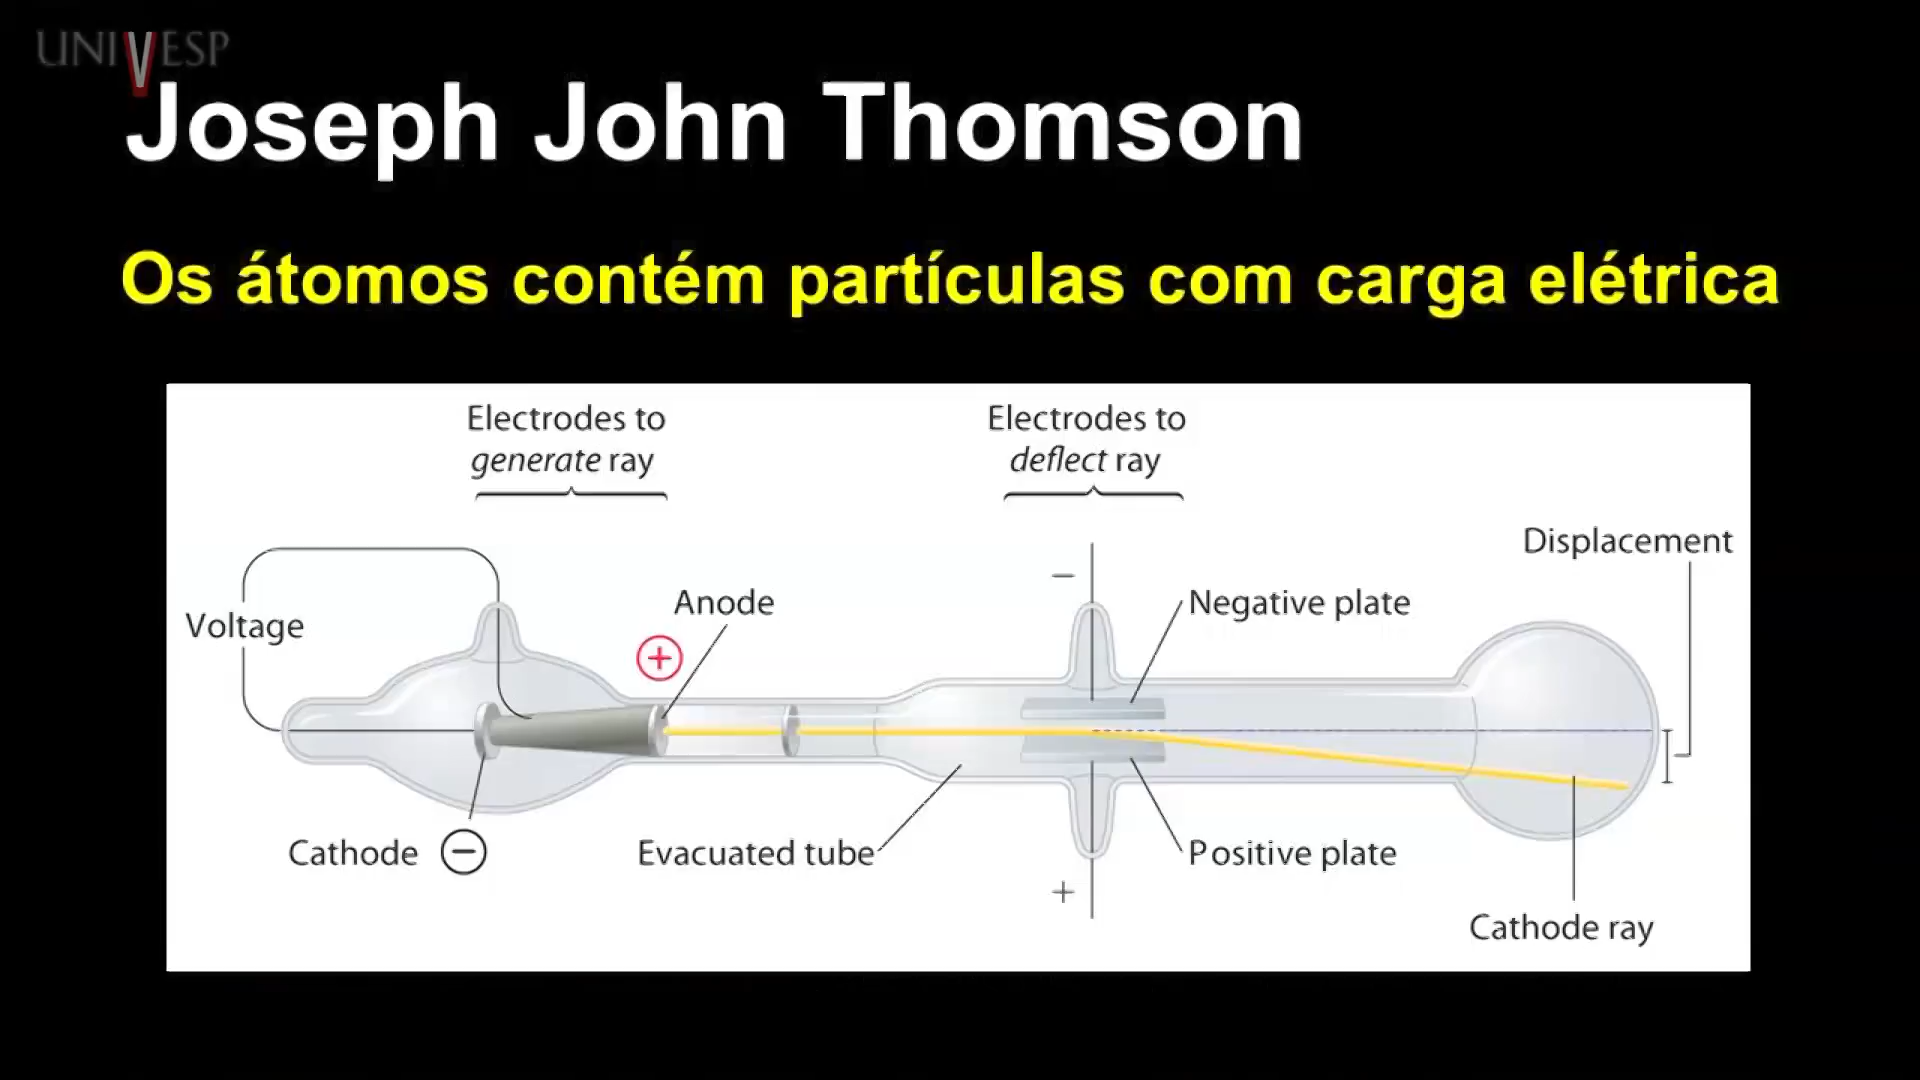 UNIVESP
Joseph John Thomson
Os átomos contém partículas com carga elétrica
Electrodes to
generate ray
Electrodes to
deflect ray
Displacement
Voltage
Anode
+
−
Negative plate
Cathode −
Evacuated tube
+
Positive plate
Cathode ray